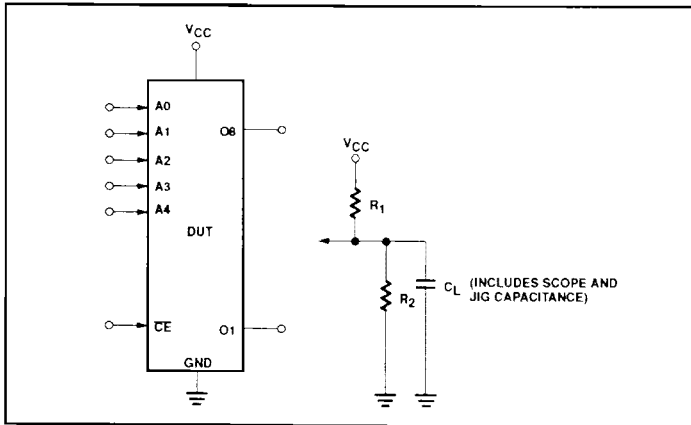 VCC
A0
A1
A2
A3
A4
O8
DUT
CE
O1
GND
VCC
R1
R2
CL (INCLUDES SCOPE AND
JIG CAPACITANCE)